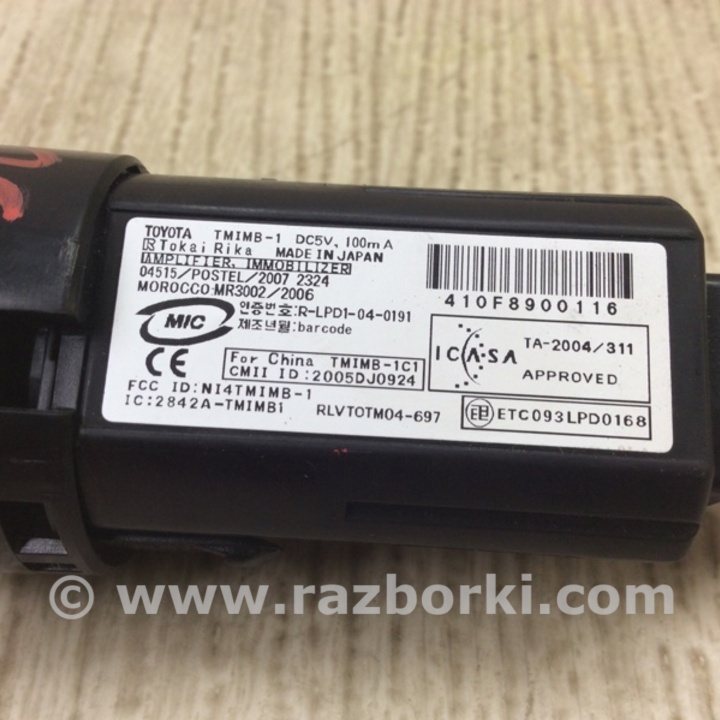 TOYOTA TMIMB-1 DC5V, 100mA
Tokai Rika MADE IN JAPAN
AMPLIFIER, IMMOBILIZER
04515/POSTEL/2007 2324
MOROCCO:MR3002/2006
MIC
인증번호:R-LPD1-04-0191
제조년월:barcode
CE
For China TMIMB-1C1
CMII ID:2005DJ0924
FCC ID:NI4TMIMB-1
IC:2842A-TMIMB1
RLVTOTM04-697
410F8900116
ICASA
TA-2004/311
APPROVED
ETC093LPD0168
© www.razborki.com